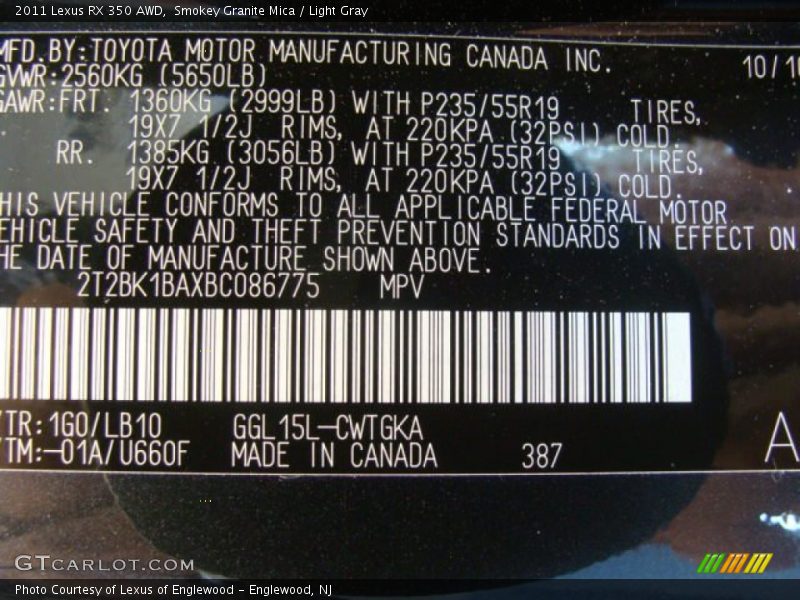 2011 Lexus RX 350 AWD, Smokey Granite Mica / Light Gray
MFD.BY:TOYOTA MOTOR MANUFACTURING CANADA INC. 10/10
GVWR:2560KG (5650LB)
GAWR:FRT. 1360KG (2999LB) WITH P235/55R19 TIRES,
19X7 1/2J RIMS, AT 220KPA (32PSI) COLD.
RR. 1385KG (3056LB) WITH P235/55R19 TIRES,
19X7 1/2J RIMS, AT 220KPA (32PSI) COLD.
HIS VEHICLE CONFORMS TO ALL APPLICABLE FEDERAL MOTOR
EHICLE SAFETY AND THEFT PREVENTION STANDARDS IN EFFECT ON
HE DATE OF MANUFACTURE SHOWN ABOVE.
2T2BK1BAXBC086775 MPV
/TR:1G0/LB10 GGL15L-CWTGKA
/TM:-01A/U660F MADE IN CANADA 387 A
GTCARLOT.COM
Photo Courtesy of Lexus of Englewood - Englewood, NJ